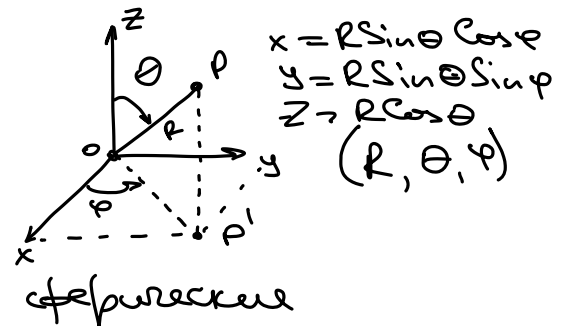 Z
θ
P
x = R Sin θ Cos φ
y = R Sin θ Sin φ
Z = R Cos θ
(R, θ, φ)
R
O
y
φ
x
P'
сферические